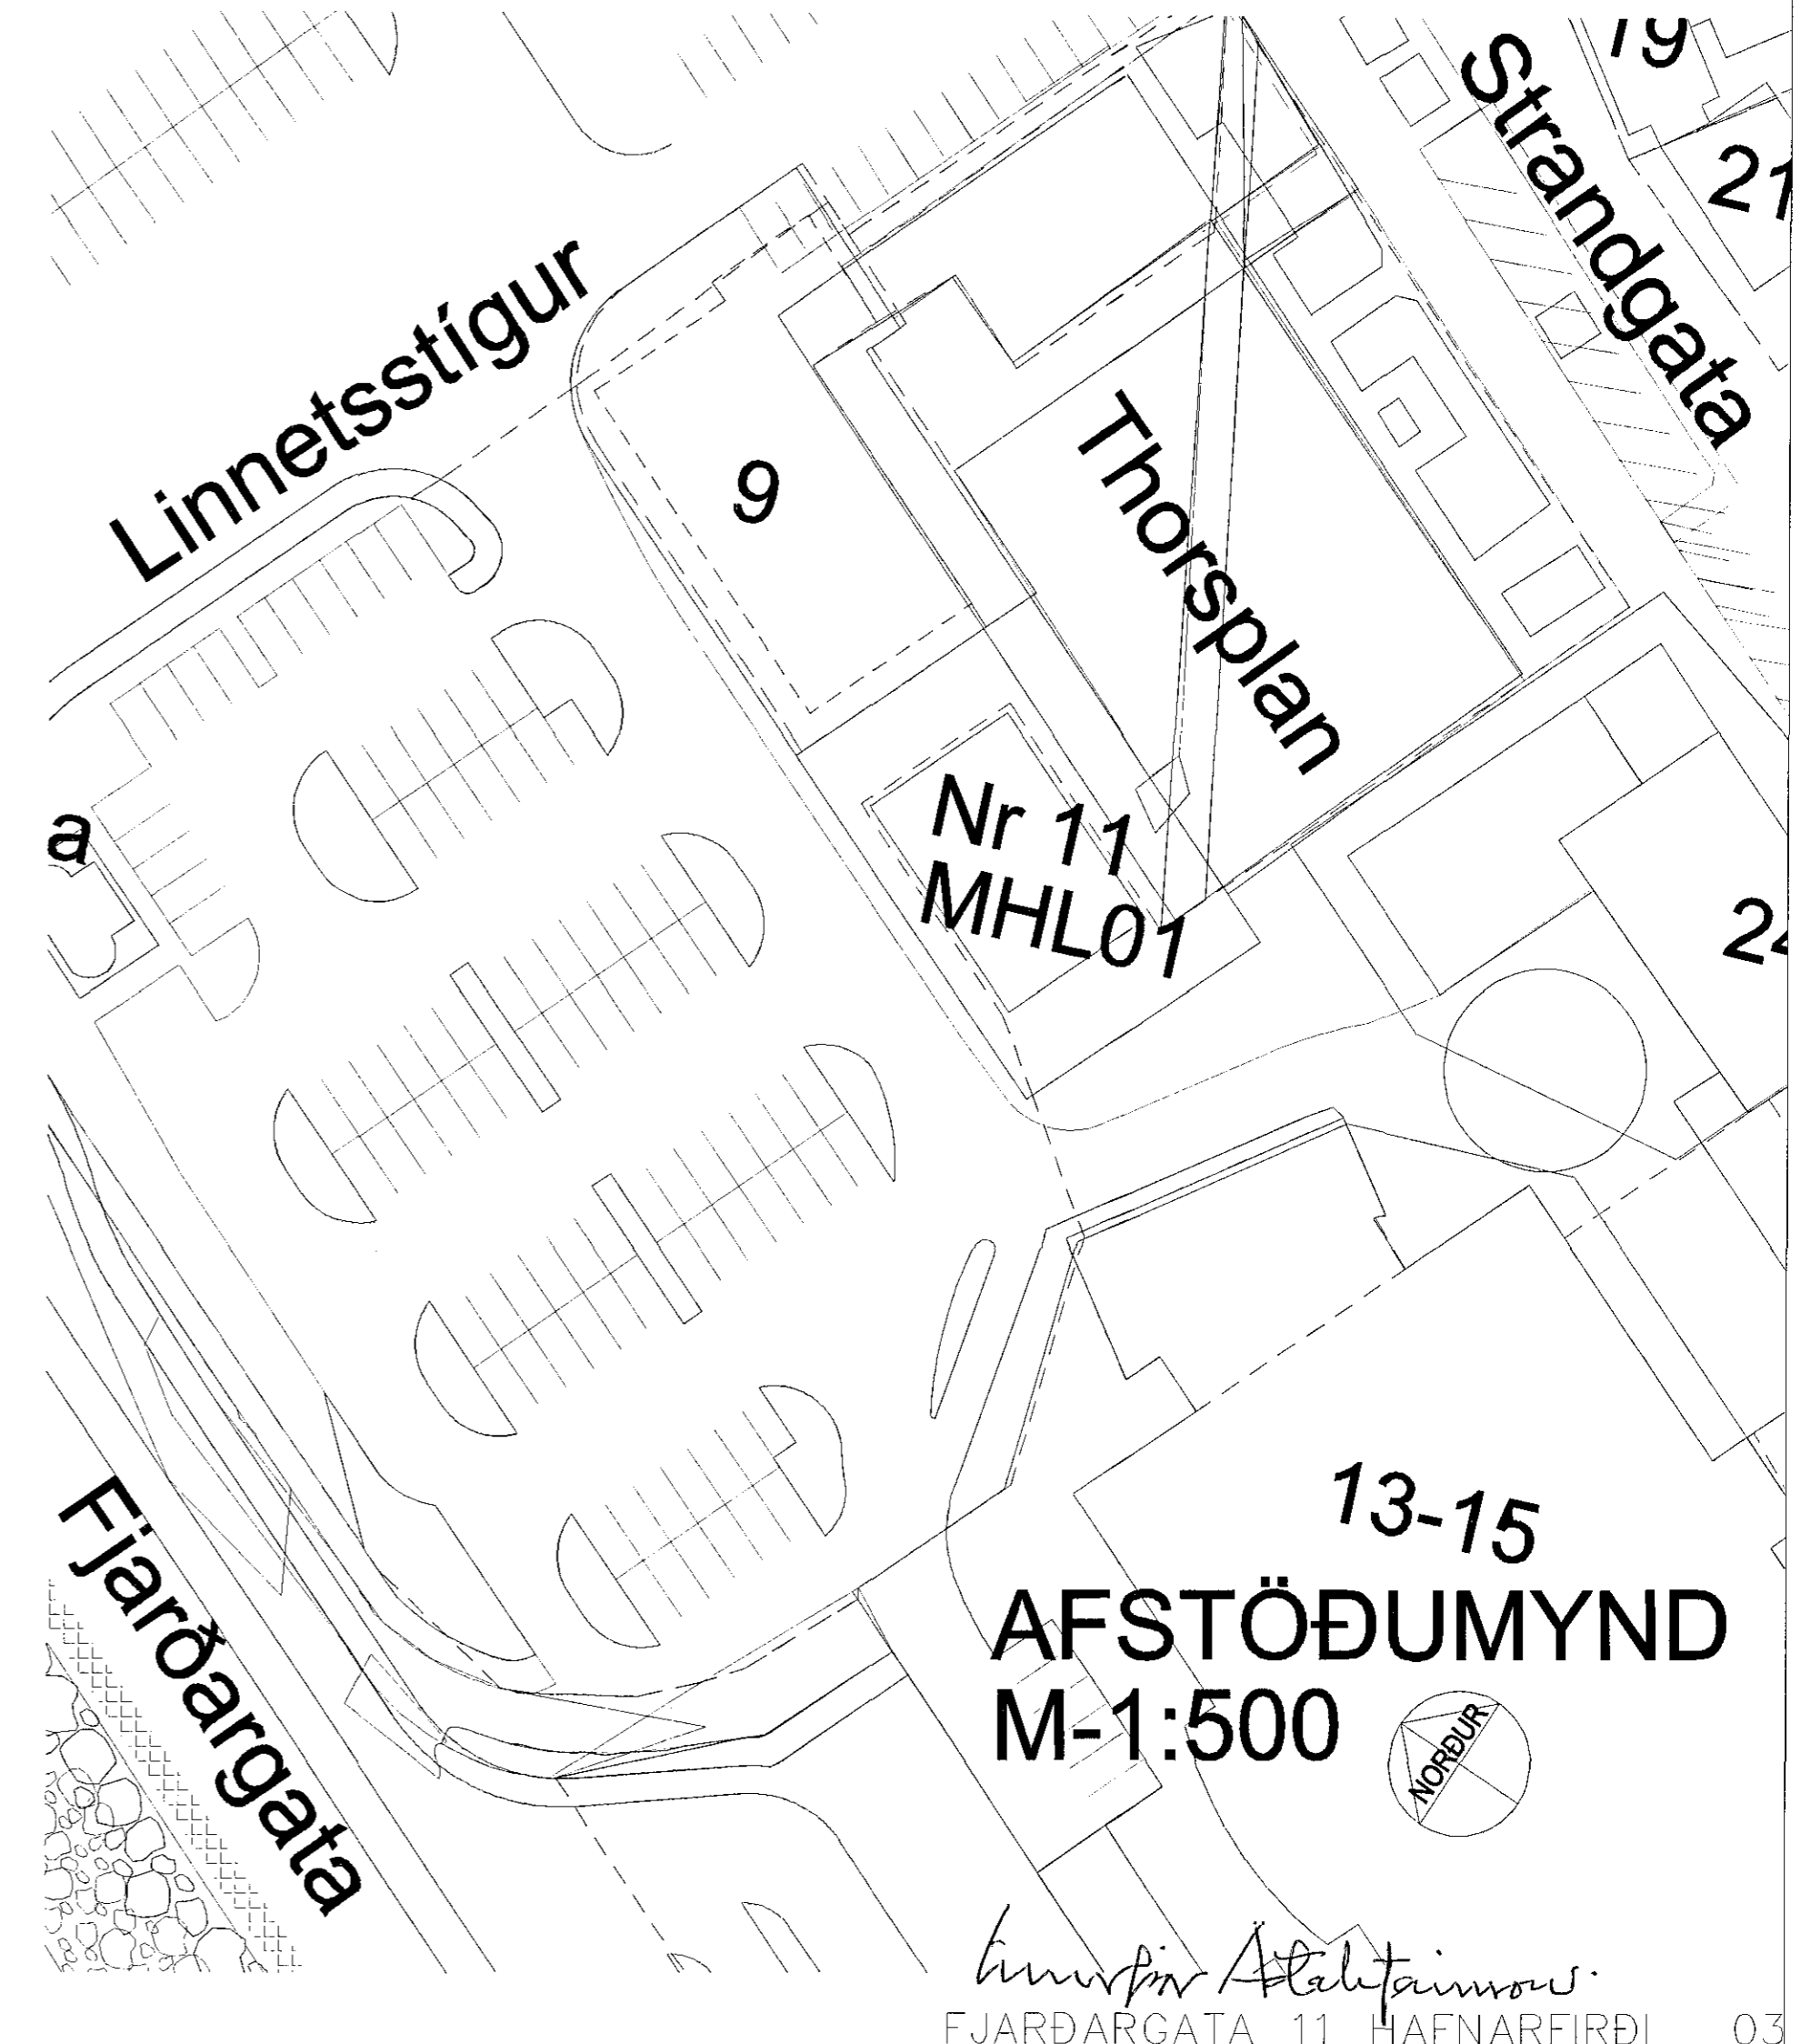 19
Strandgata
21
Linnetsstígur
9
Thorsplan
a
Nr 11
MHL01
24
Fjarðargata
13-15
AFSTÖÐUMYND
M-1:500
NORÐUR
FJARÐARGATA 11 HAFNARFIRÐI 03